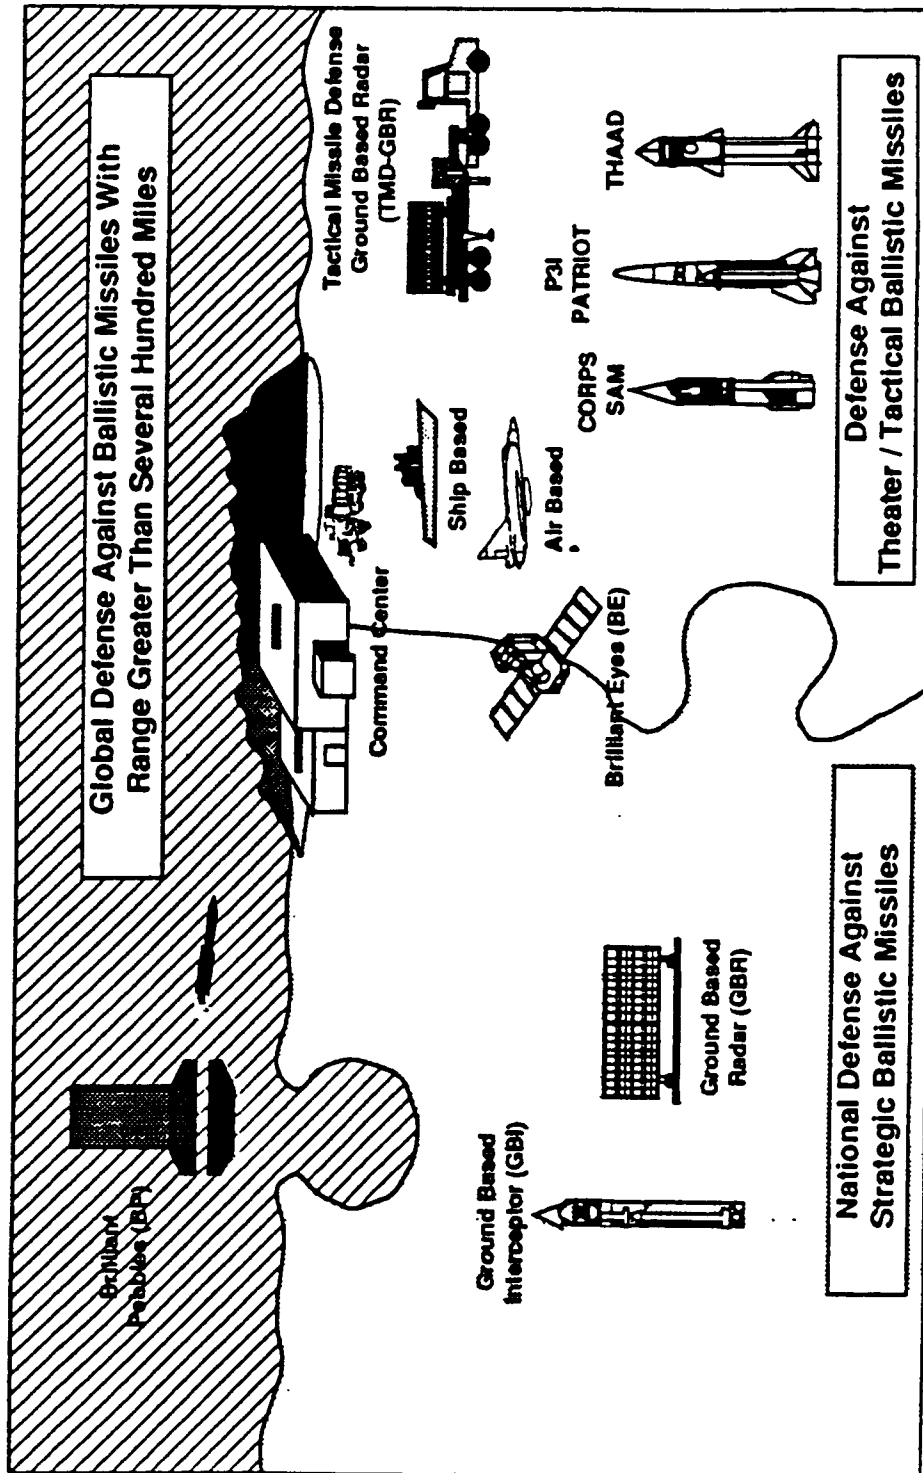 Global Defense Against Ballistic Missiles With
Range Greater Than Several Hundred Miles
Brilliant
Pebbles (BP)
Tactical Missile Defense
Ground Based Radar
(TMD-GBR)
Command Center
Ship Based
Air Based
Brilliant Eyes (BE)
Ground Based
Interceptor (GBI)
Ground Based
Radar (GBR)
CORPS
SAM
P3I
PATRIOT
THAAD
National Defense Against
Strategic Ballistic Missiles
Defense Against
Theater / Tactical Ballistic Missiles